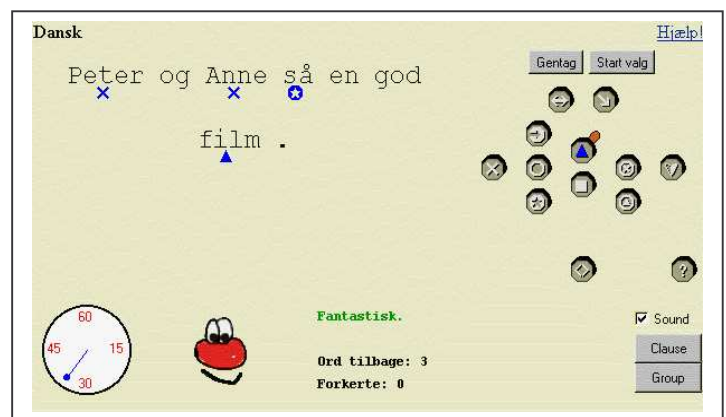 Dansk
Hjælp!
Peter og Anne så en god
film .
Gentag
Start valg
?
60
45
15
30
Fantastisk.
Ord tilbage: 3
Forkerte: 0
Sound
Clause
Group